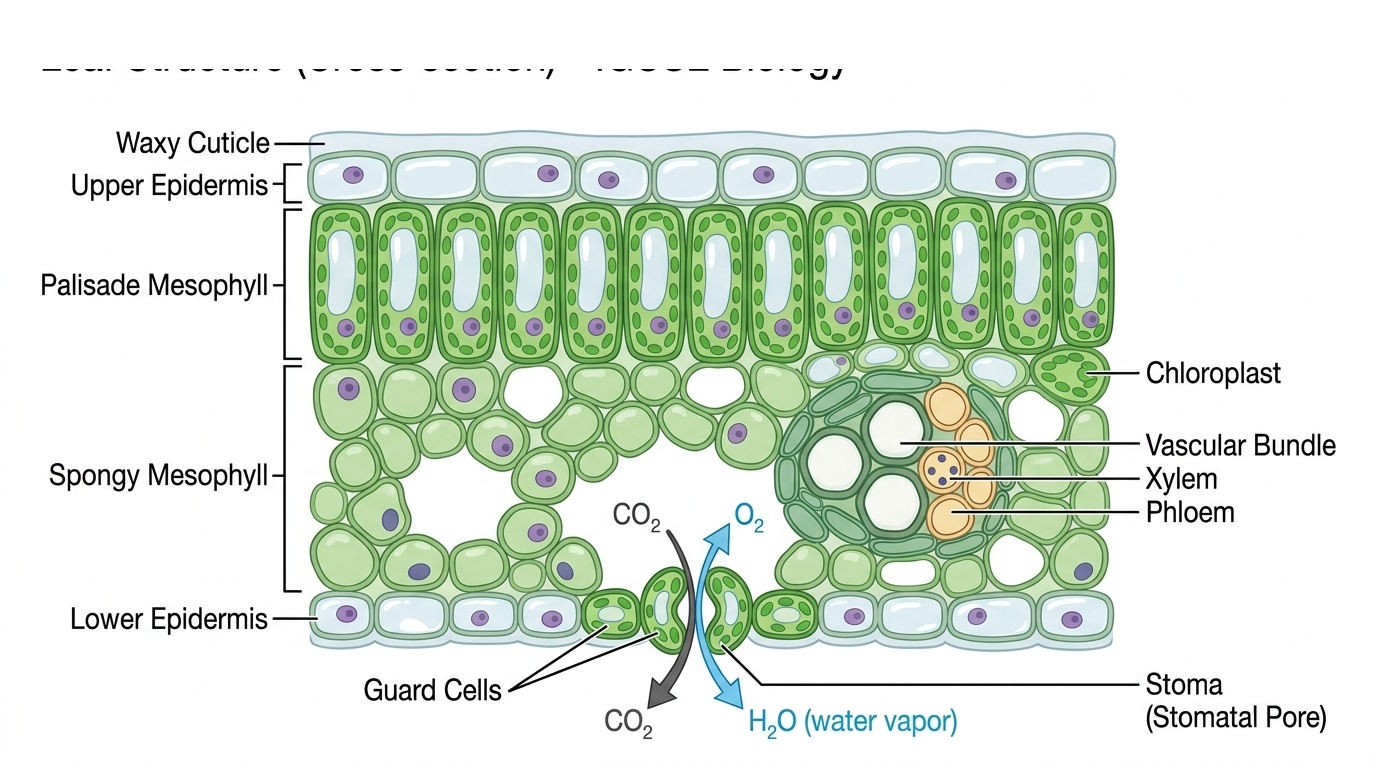 Waxy Cuticle
Upper Epidermis
Palisade Mesophyll
Spongy Mesophyll
Lower Epidermis
Guard Cells
CO₂
O₂
CO₂
H₂O (water vapor)
Chloroplast
Vascular Bundle
Xylem
Phloem
Stoma
(Stomatal Pore)